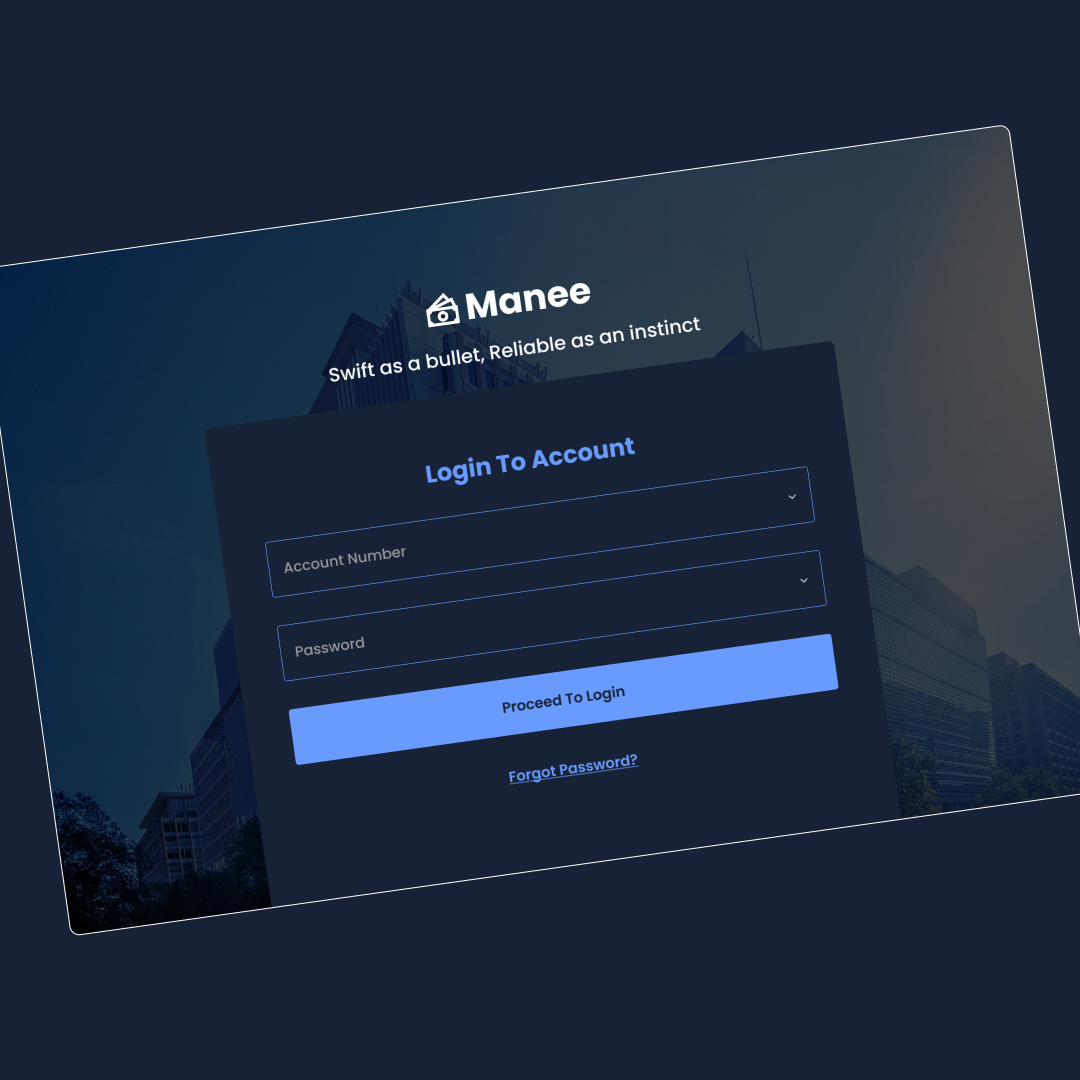 Manee
Swift as a bullet, Reliable as an instinct
Login To Account
Account Number
Password
Proceed To Login
Forgot Password?